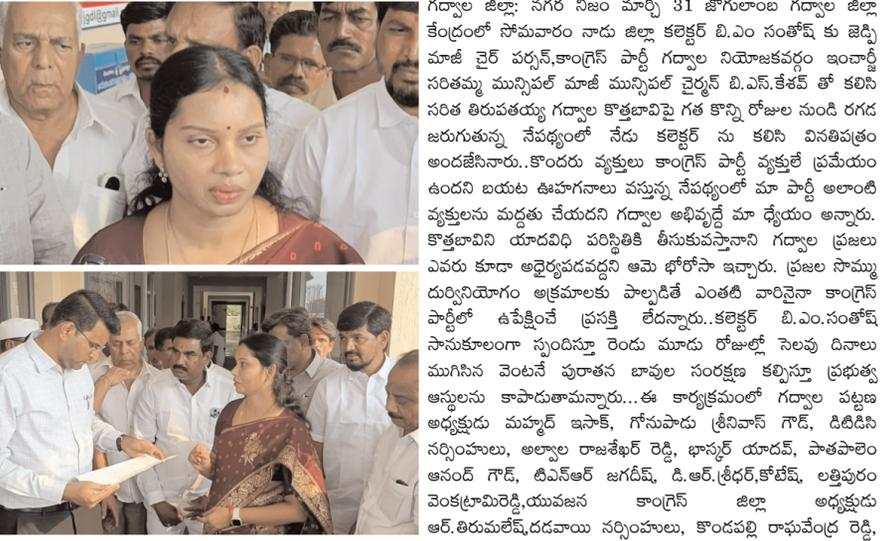 jgdl@gmail
గద్వాల జిల్లా: నగర నిజం మార్చి 31 జోగులాంబ గద్వాల జిల్లా
కేంద్రంలో సోమవారం నాడు జిల్లా కలెక్టర్ బి.ఎం సంతోష్ కు జెడ్పి
మాజీ చైర్ పర్సన్,కాంగ్రెస్ పార్టీ గద్వాల నియోజకవర్గం ఇంచార్జీ
సరితమ్మ మున్సిపల్ మాజీ మున్సిపల్ చైర్మన్ బి.ఎస్.కేశవ్ తో కలిసి
సరిత తిరుపతయ్య గద్వాల కొత్తబావిపై గత కొన్ని రోజుల నుండి రగడ
జరుగుతున్న నేపథ్యంలో నేడు కలెక్టర్ ను కలిసి వినతిపత్రం
అందజేసినారు..కొందరు వ్యక్తులు కాంగ్రెస్ పార్టీ వ్యక్తులే ప్రమేయం
ఉందని బయట ఊహగనాలు వస్తున్న నేపథ్యంలో మా పార్టీ అలాంటి
వ్యక్తులను మద్దతు చేయదని గద్వాల అభివృద్దే మా ధ్యేయం అన్నారు.
కొత్తబావిని యాదవిధి పరిస్థితికి తీసుకువస్తానాని గద్వాల ప్రజలు
ఎవరు కూడా అధైర్యపడవద్దని ఆమె భోరోసా ఇచ్చారు. ప్రజల సొమ్ము
దుర్వినియోగం అక్రమాలకు పాల్పడితే ఎంతటి వారినైనా కాంగ్రెస్
పార్టీలో ఉపేక్షించే ప్రసక్తి లేదన్నారు..కలెక్టర్ బి.ఎం.సంతోష్
సానుకూలంగా స్పందిస్తూ రెండు మూడు రోజుల్లో సెలవు దినాలు
ముగిసిన వెంటనే పురాతన బావుల సంరక్షణ కల్పిస్తూ ప్రభుత్వ
ఆస్థులను కాపాడుతామన్నారు...ఈ కార్యక్రమంలో గద్వాల పట్టణ
అధ్యక్షుడు మహ్మద్ ఇసాక్, గోనుపాడు శ్రీనివాస్ గౌడ్, డిటిడిసి
నర్సింహులు, అల్వాల రాజశేఖర్ రెడ్డి, భాస్కర్ యాదవ్, పాతపాలెం
ఆనంద్ గౌడ్, టిఎన్ఆర్ జగదీష్, డి.ఆర్.శ్రీధర్,కోటేష్, లత్తిపురం
వెంకట్రామిరెడ్డి,యువజన కాంగ్రెస్ జిల్లా అధ్యక్షుడు
ఆర్.తిరుమలేష్,దడవాయి నర్సింహులు, కొండపల్లి రాఘవేంద్ర రెడ్డి,